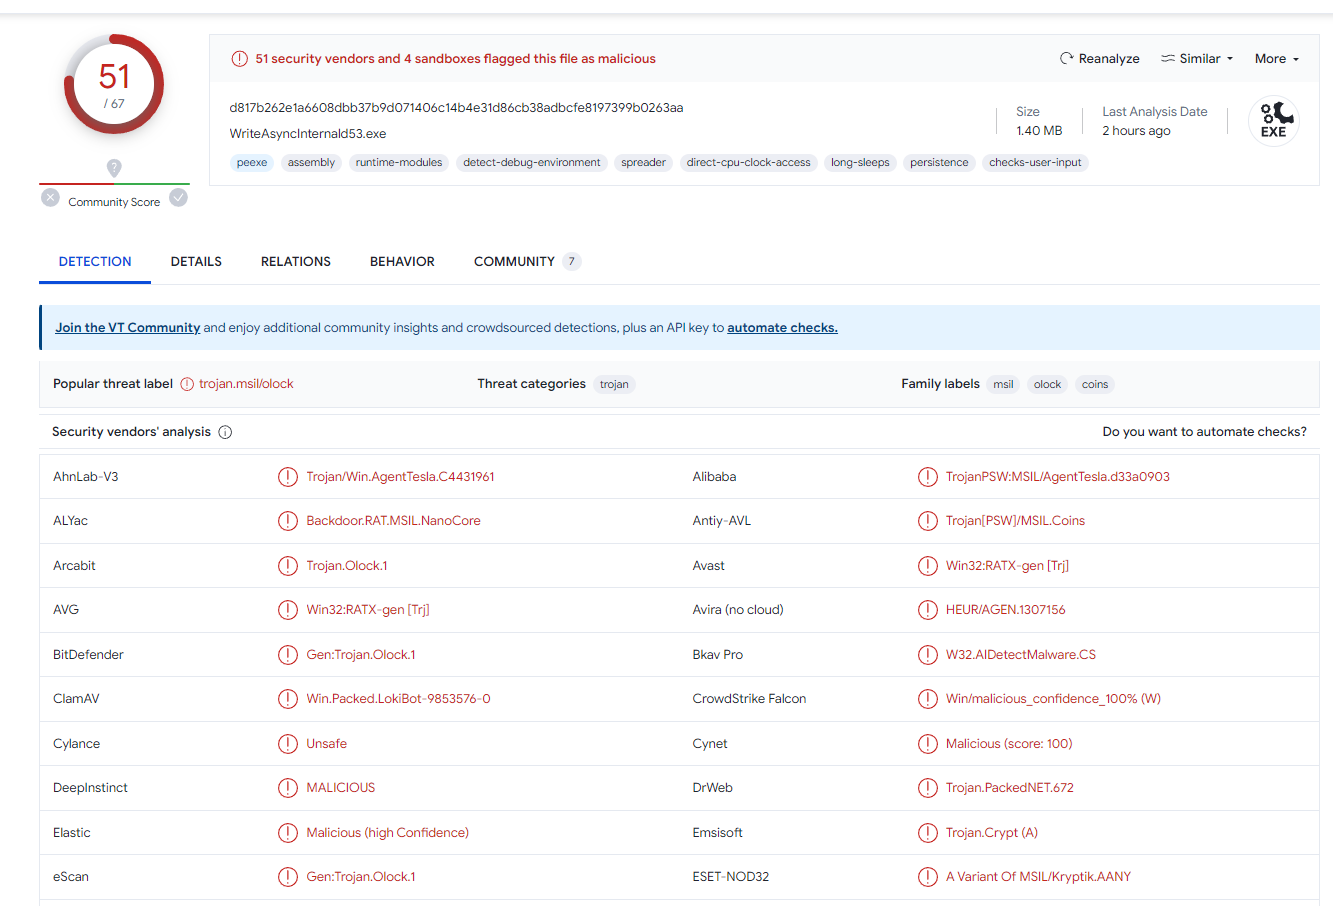 51
/ 67
?
Community Score
51 security vendors and 4 sandboxes flagged this file as malicious
Reanalyze
Similar
More
d817b262e1a6608dbb37b9d071406c14b4e31d86cb38adbcfe8197399b0263aa
WriteAsyncInternald53.exe
Size
1.40 MB
Last Analysis Date
2 hours ago
EXE
peexe assembly runtime-modules detect-debug-environment spreader direct-cpu-clock-access long-sleeps persistence checks-user-input
DETECTION DETAILS RELATIONS BEHAVIOR COMMUNITY 7
Join the VT Community and enjoy additional community insights and crowdsourced detections, plus an API key to automate checks.
Popular threat label trojan.msil/olock Threat categories trojan Family labels msil olock coins
Security vendors' analysis Do you want to automate checks?
AhnLab-V3 Trojan/Win.AgentTesla.C4431961 Alibaba TrojanPSW:MSIL/AgentTesla.d33a0903
ALYac Backdoor.RAT.MSIL.NanoCore Antiy-AVL Trojan[PSW]/MSIL.Coins
Arcabit Trojan.Olock.1 Avast Win32:RATX-gen [Trj]
AVG Win32:RATX-gen [Trj] Avira (no cloud) HEUR/AGEN.1307156
BitDefender Gen:Trojan.Olock.1 Bkav Pro W32.AIDetectMalware.CS
ClamAV Win.Packed.LokiBot-9853576-0 CrowdStrike Falcon Win/malicious_confidence_100% (W)
Cylance Unsafe Cynet Malicious (score: 100)
DeepInstinct MALICIOUS DrWeb Trojan.PackedNET.672
Elastic Malicious (high Confidence) Emsisoft Trojan.Crypt (A)
eScan Gen:Trojan.Olock.1 ESET-NOD32 A Variant Of MSIL/Kryptik.AANY